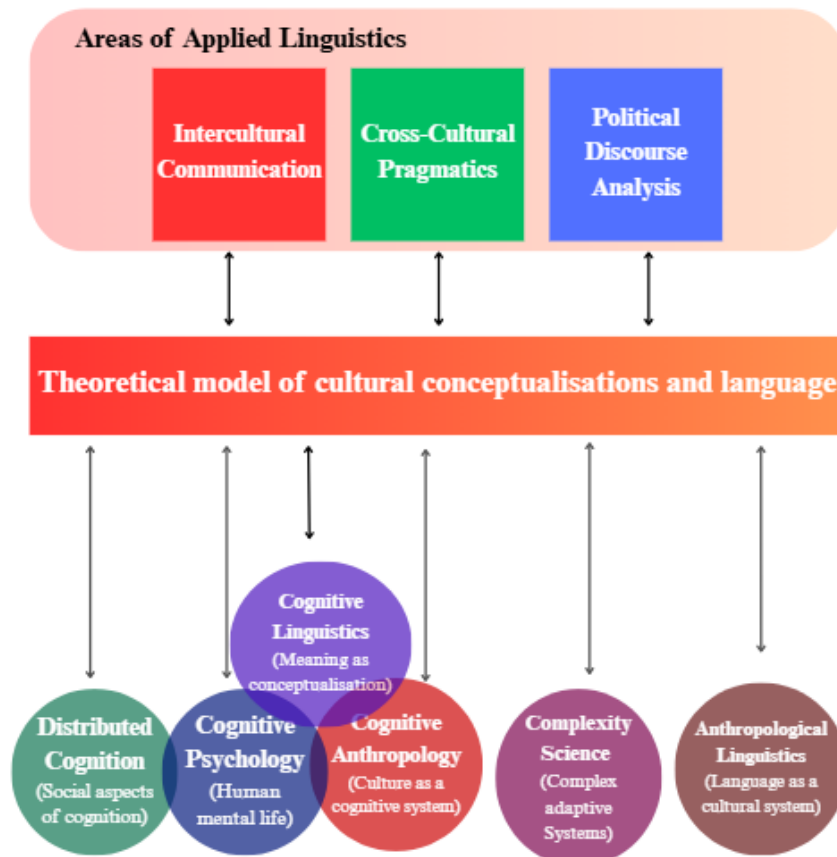 Areas of Applied Linguistics
Intercultural
Communication
Cross-Cultural
Pragmatics
Political
Discourse
Analysis
Theoretical model of cultural conceptualisations and language
Cognitive
Linguistics
(Meaning as
conceptualisation)
Distributed
Cognition
(Social aspects
of cognition)
Cognitive
Psychology
(Human
mental life)
Cognitive
Anthropology
(Culture as a
cognitive system)
Complexity
Science
(Complex
adaptive
Systems)
Anthropological
Linguistics
(Language as a
cultural system)